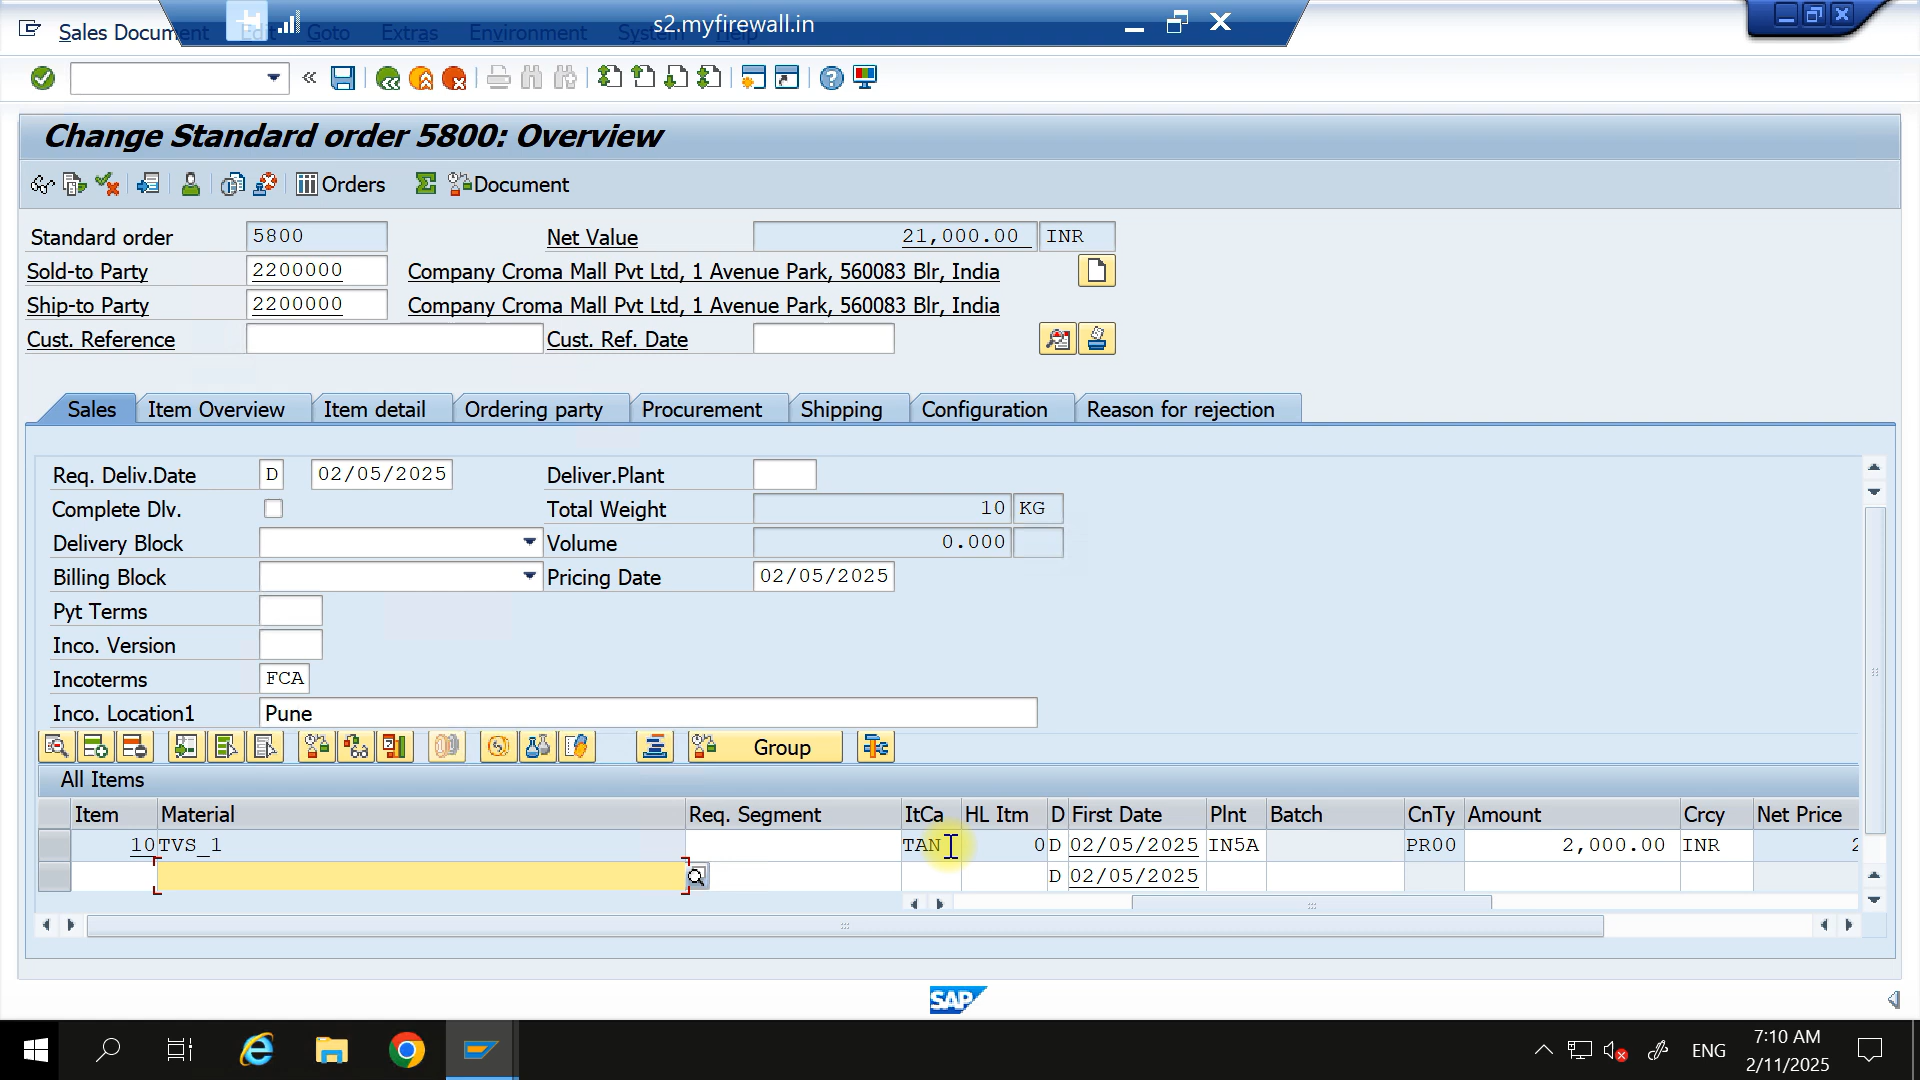 s2.myfirewall.in
Sales Document Edit Goto Extras Environment System Help
Change Standard order 5800: Overview
Orders Document
Standard order 5800 Net Value 21,000.00 INR
Sold-to Party 2200000 Company Croma Mall Pvt Ltd, 1 Avenue Park, 560083 Blr, India
Ship-to Party 2200000 Company Croma Mall Pvt Ltd, 1 Avenue Park, 560083 Blr, India
Cust. Reference Cust. Ref. Date
Sales Item Overview Item detail Ordering party Procurement Shipping Configuration Reason for rejection
Req. Deliv.Date D 02/05/2025 Deliver.Plant
Complete Dlv. Total Weight 10 KG
Delivery Block Volume 0.000
Billing Block Pricing Date 02/05/2025
Pyt Terms
Inco. Version
Incoterms FCA
Inco. Location1 Pune
Group
All Items
Item Material Req. Segment ItCa HL Itm D First Date Plnt Batch CnTy Amount Crcy Net Price
10 TVS_1 TAN 0 D 02/05/2025 IN5A PR00 2,000.00 INR 2
D 02/05/2025
SAP
ENG 7:10 AM
2/11/2025